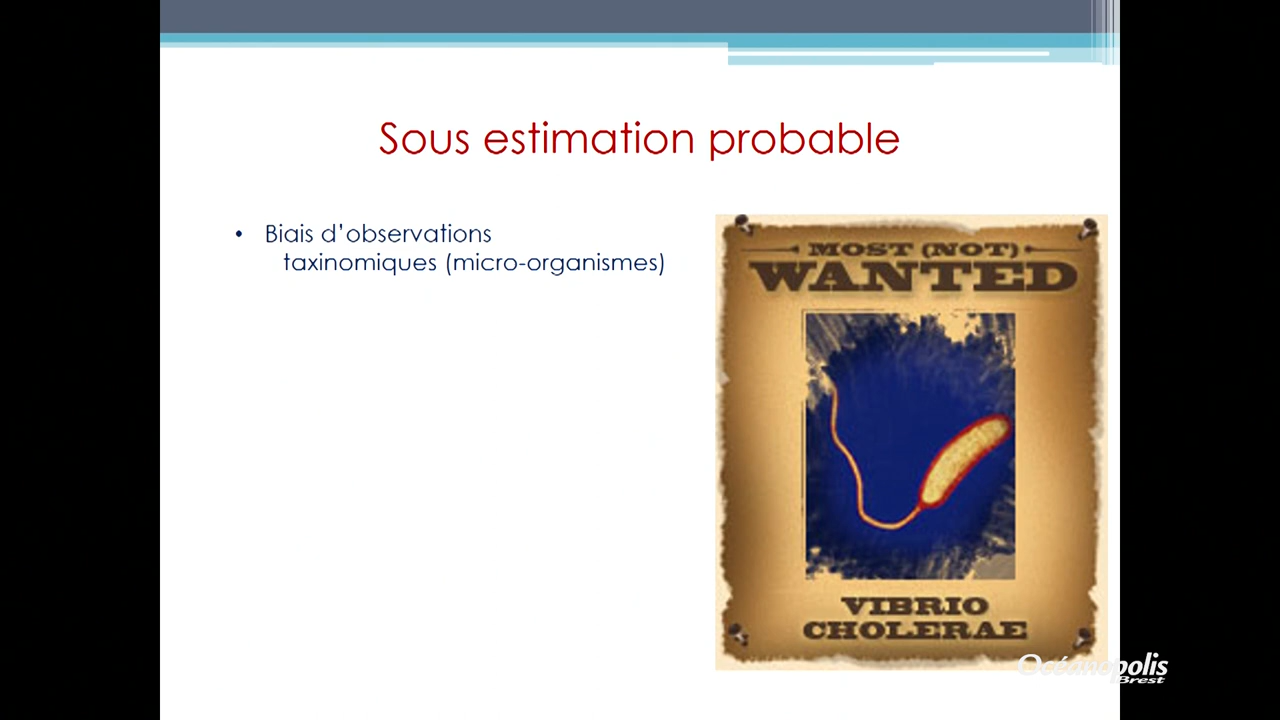 Sous estimation probable
• Biais d'observations
taxinomiques (micro-organismes)
MOST (NOT)
WANTED
VIBRIO
CHOLERAE
Océanopolis
Brest